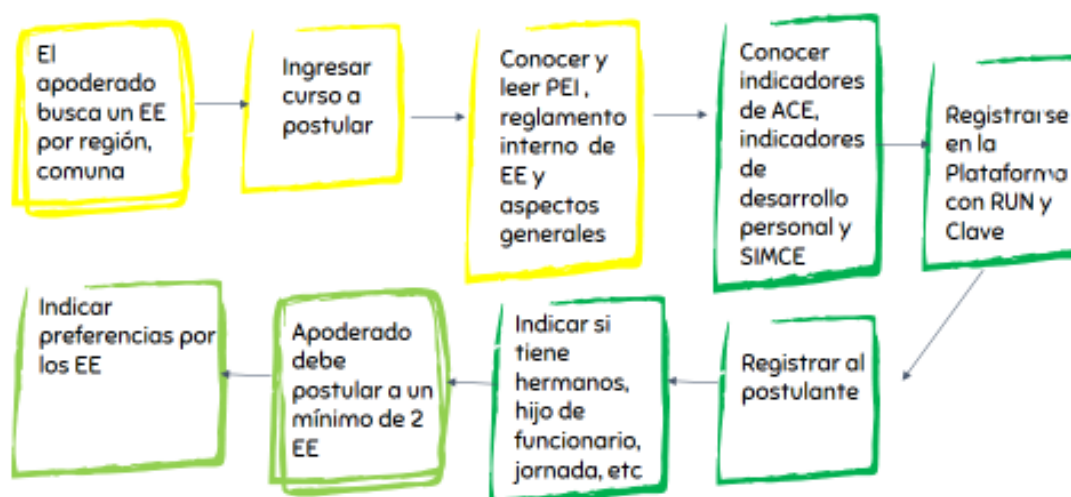 El
apoderado
busca un EE
por región,
comuna
Ingresar
curso a
postular
Conocer y
leer PEI ,
reglamento
interno de
EE y
aspectos
generales
Conocer
indicadores
de ACE,
indicadores
de
desarrollo
personal y
SIMCE
Registrarse
en la
Plataforma
con RUN y
Clave
Registrar al
postulante
Indicar si
tiene
hermanos,
hijo de
funcionario,
jornada, etc
Apoderado
debe
postular a un
mínimo de 2
EE
Indicar
preferencias por
los EE